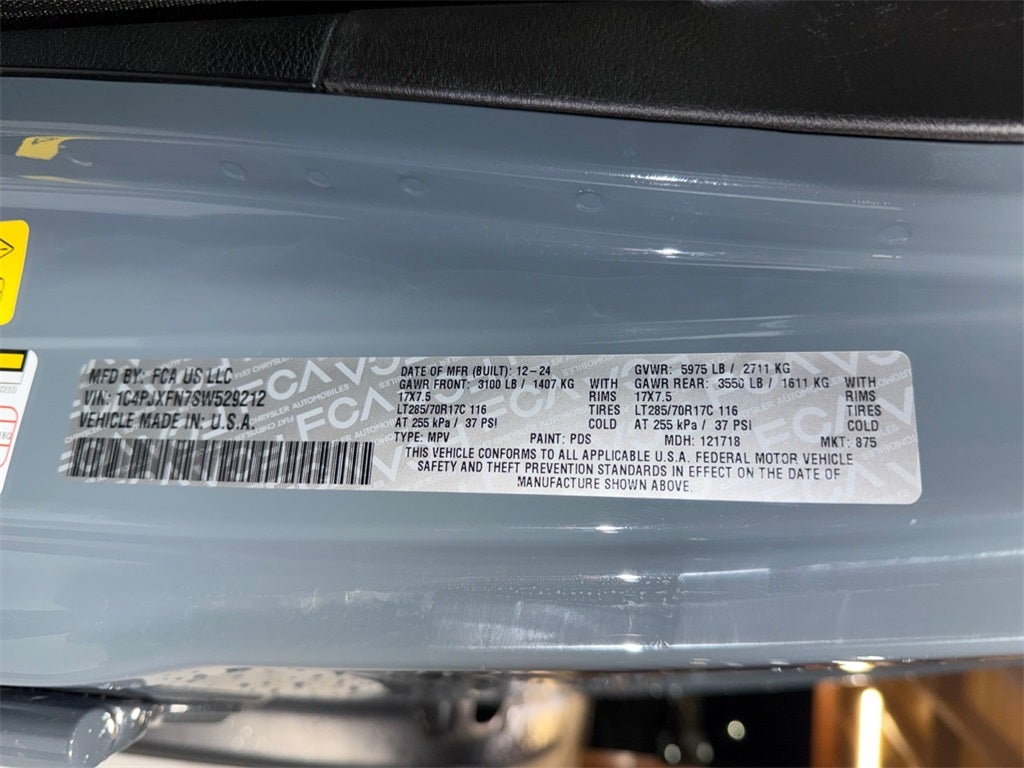 MFD BY: FCA US LLC
VIN: 1C4PJXFN7SW529212
VEHICLE MADE IN: U.S.A.
DATE OF MFR (BUILT): 12-24
GVWR: 5975 LB / 2711 KG
GAWR FRONT: 3100 LB / 1407 KG WITH
GAWR REAR: 3550 LB / 1611 KG WITH
17X7.5 RIMS
17X7.5 RIMS
LT285/70R17C 116 TIRES
LT285/70R17C 116 TIRES
AT 255 kPa / 37 PSI COLD
AT 255 kPa / 37 PSI COLD
TYPE: MPV PAINT: PDS MDH: 121718 MKT: 875
THIS VEHICLE CONFORMS TO ALL APPLICABLE U.S.A. FEDERAL MOTOR VEHICLE
SAFETY AND THEFT PREVENTION STANDARDS IN EFFECT ON THE DATE OF
MANUFACTURE SHOWN ABOVE.